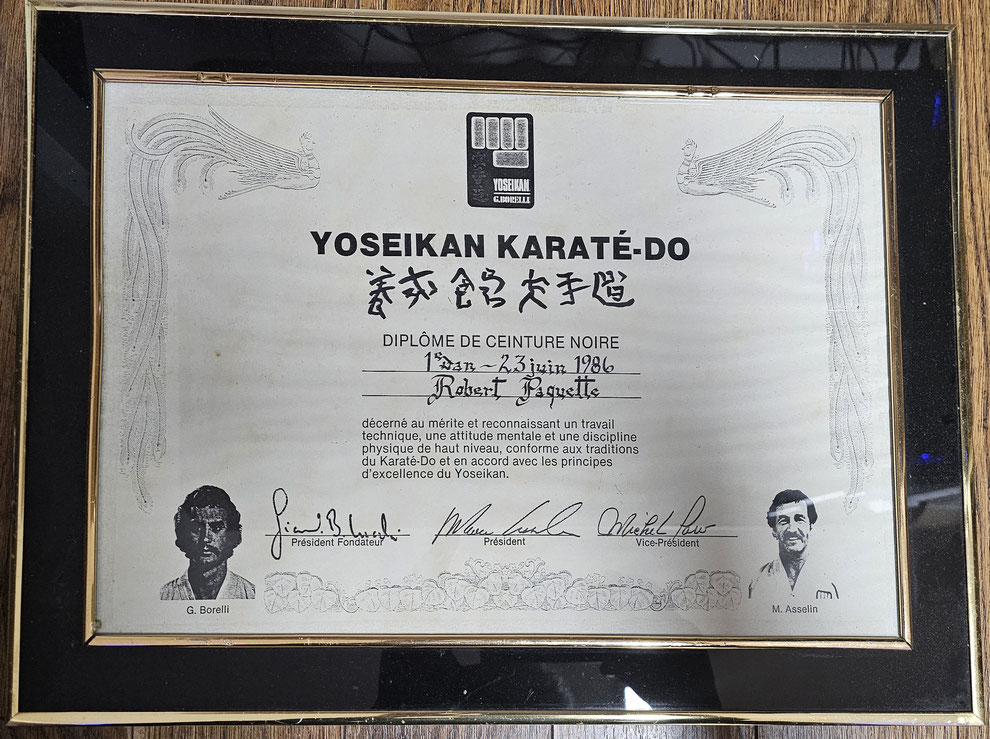 YOSEIKAN
G.BORELLI
YOSEIKAN KARATÉ-DO
養成館空手道
DIPLÔME DE CEINTURE NOIRE
1er Dan ~ 23 juin 1986
Robert Paquette
décerné au mérite et reconnaissant un travail
technique, une attitude mentale et une discipline
physique de haut niveau, conforme aux traditions
du Karaté-Do et en accord avec les principes
d'excellence du Yoseikan.
Président Fondateur
Président
Michel
Vice-Président
G. Borelli
M. Asselin